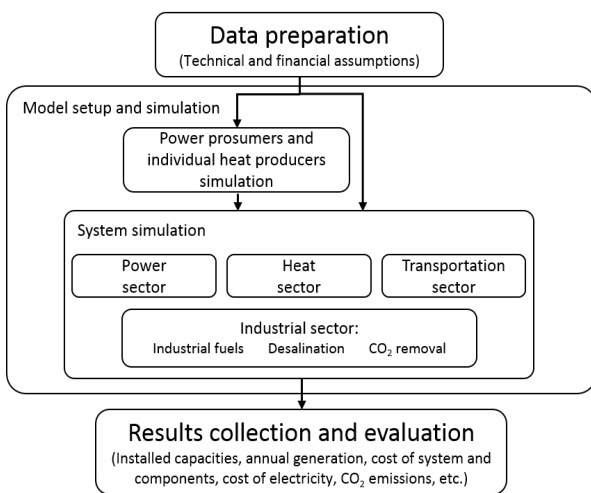 Data preparation
(Technical and financial assumptions)
Model setup and simulation
Power prosumers and
individual heat producers
simulation
System simulation
Power
sector
Heat
sector
Transportation
sector
Industrial sector:
Industrial fuels Desalination CO₂ removal
Results collection and evaluation
(Installed capacities, annual generation, cost of system and
components, cost of electricity, CO₂ emissions, etc.)